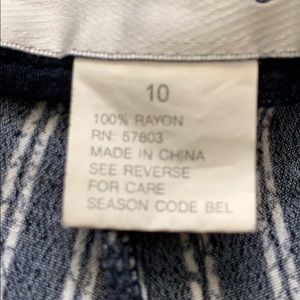 10
100% RAYON
RN: 57803
MADE IN CHINA
SEE REVERSE
FOR CARE
SEASON CODE BEL